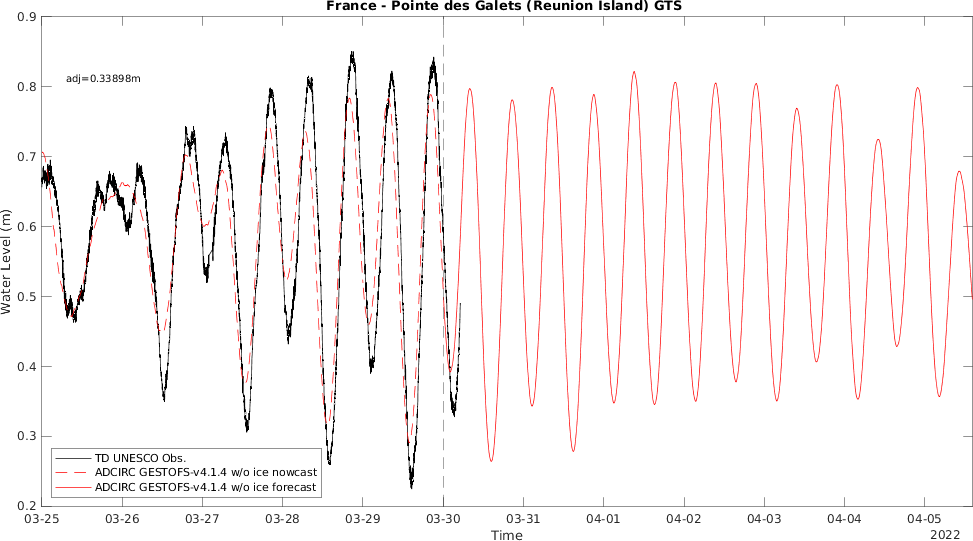 France - Pointe des Galets (Reunion Island) GTS
adj=0.33898m
Water Level (m)
0.9
0.8
0.7
0.6
0.5
0.4
0.3
0.2
TD UNESCO Obs.
ADCIRC GESTOFS-v4.1.4 w/o ice nowcast
ADCIRC GESTOFS-v4.1.4 w/o ice forecast
03-25 03-26 03-27 03-28 03-29 03-30 03-31 04-01 04-02 04-03 04-04 04-05
Time
2022